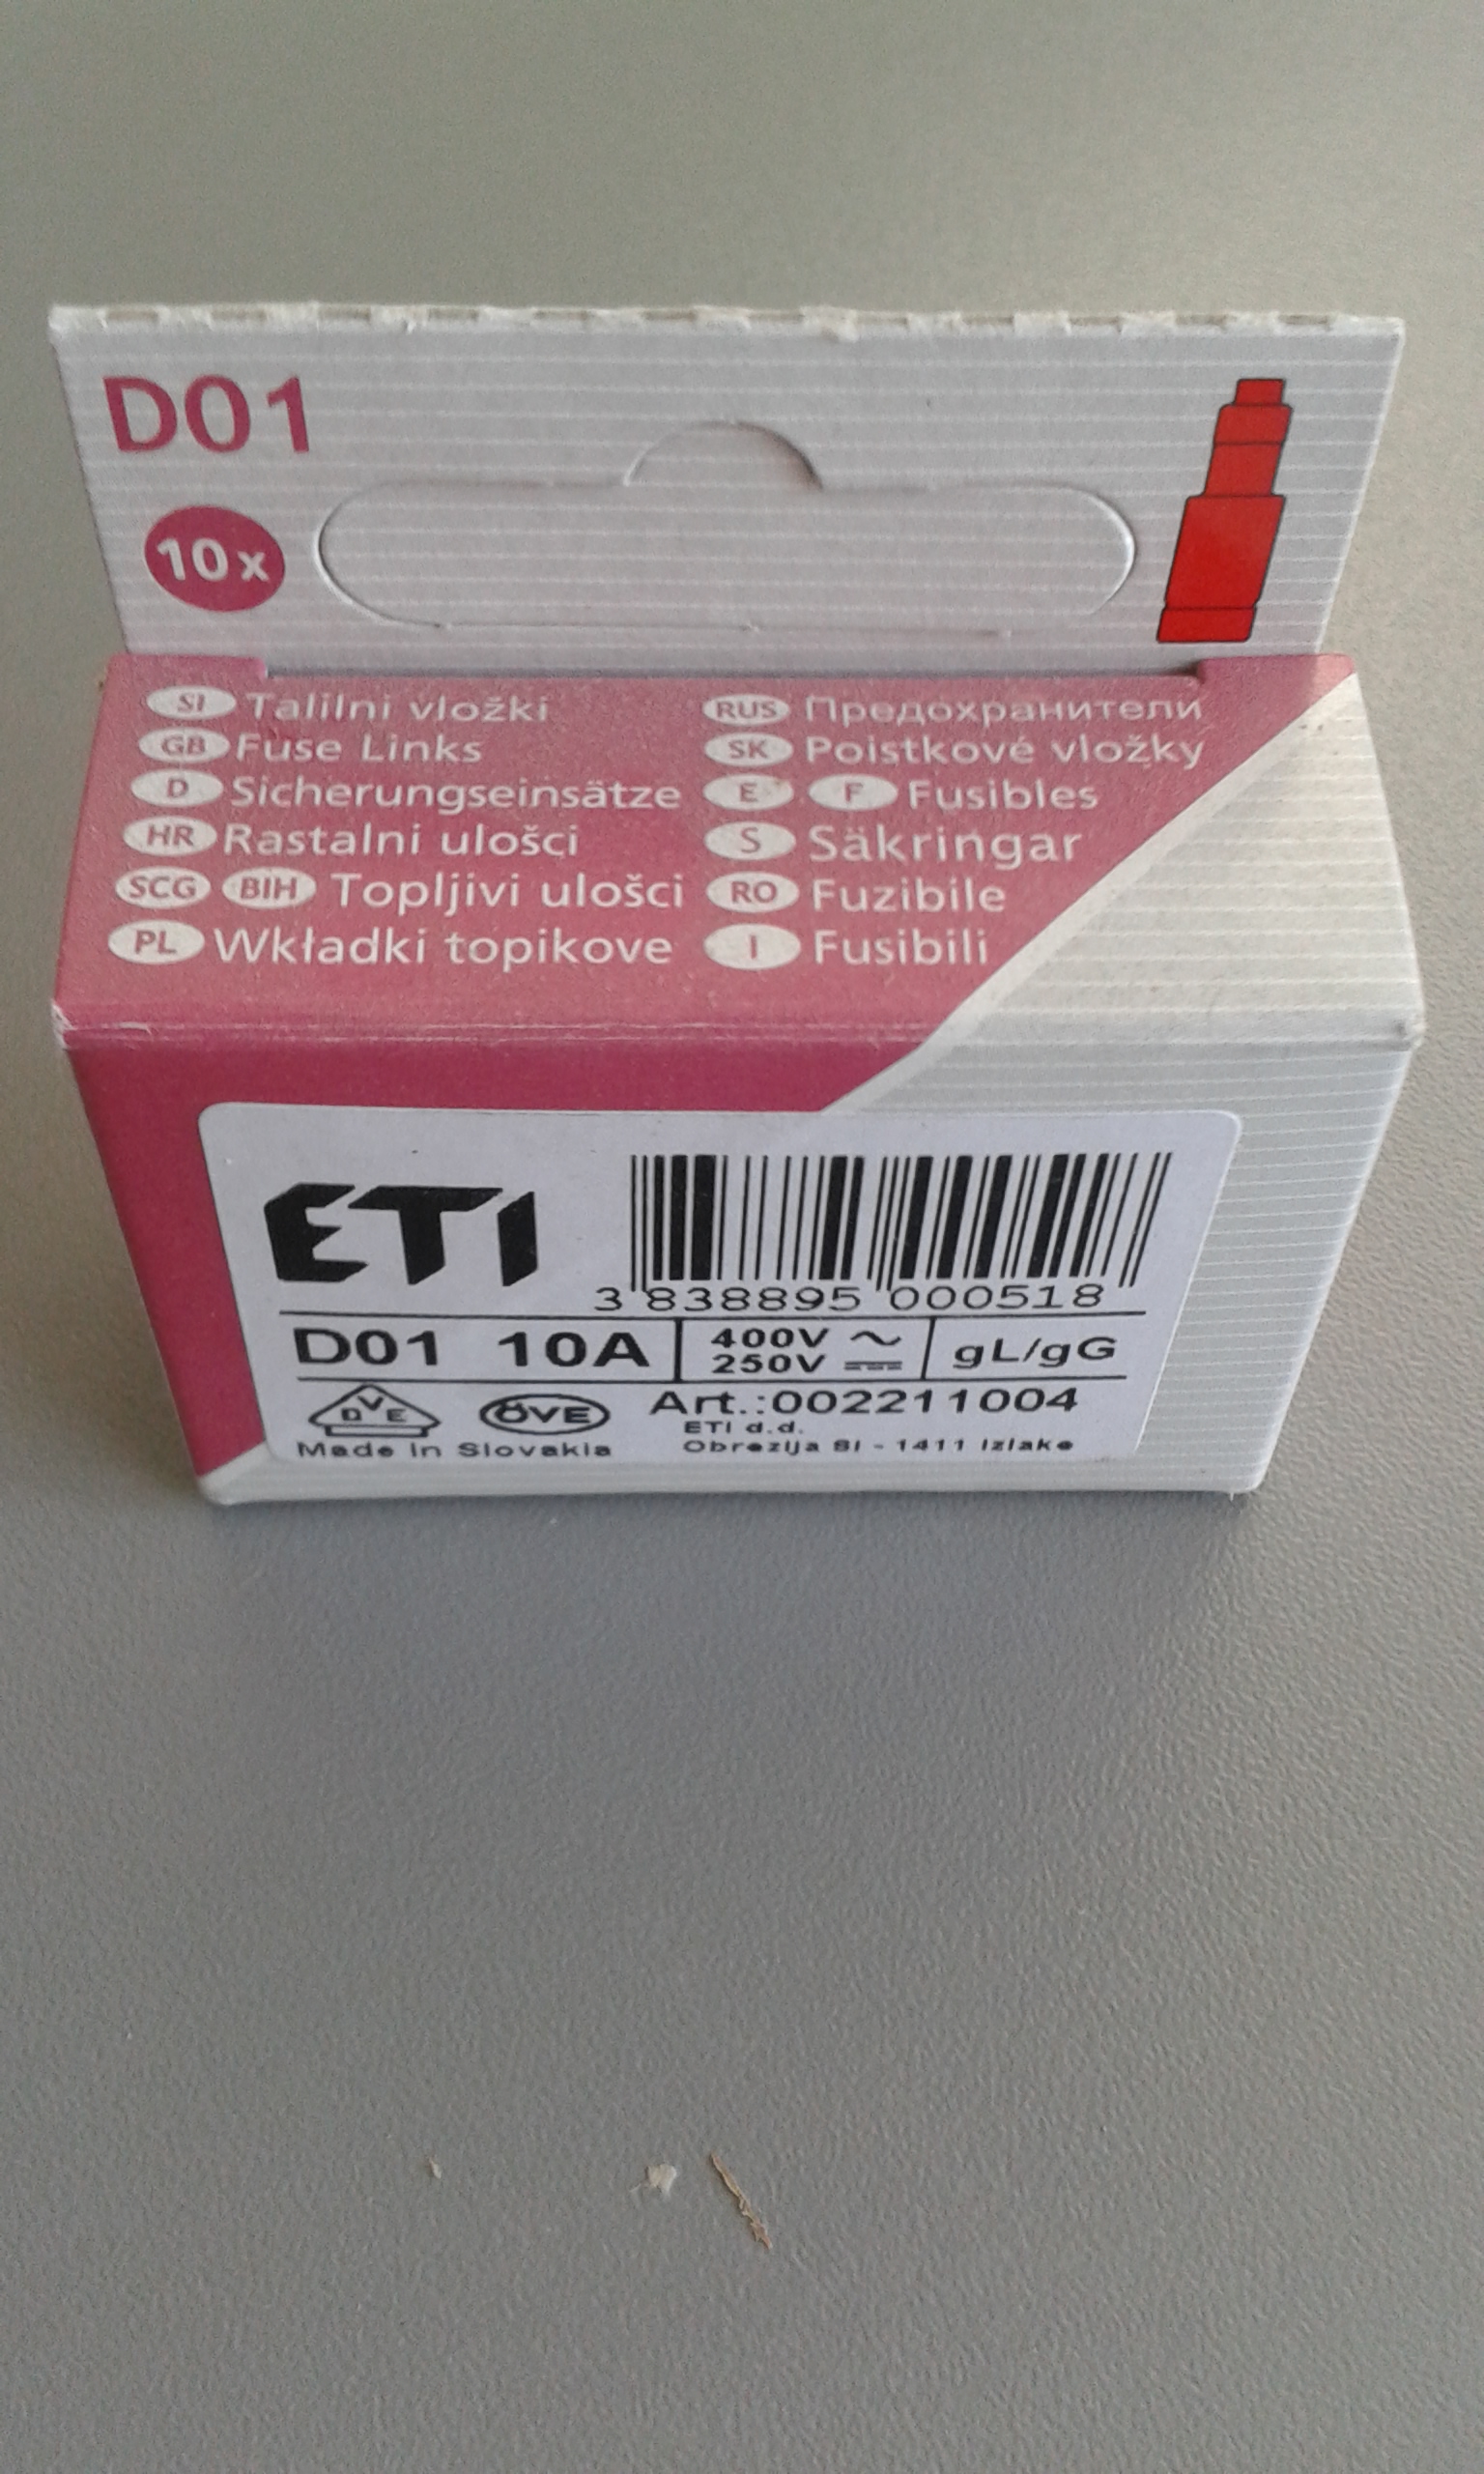 D01
10x
SI Talilni vložki
GB Fuse Links
D Sicherungseinsätze
HR Rastalni ulošci
SCG BIH Topljivi ulošci
PL Wkładki topikove
RUS Предохранители
SK Poistkové vložky
E F Fusibles
S Säkringar
RO Fuzibile
I Fusibili
ETI
3 838895 000518
D01 10A
400V ~
250V ⎓
gL/gG
DVE
ÖVE
Art.:002211004
Made in Slovakia
ETI d.d.
Obrezija SI - 1411 Izlake